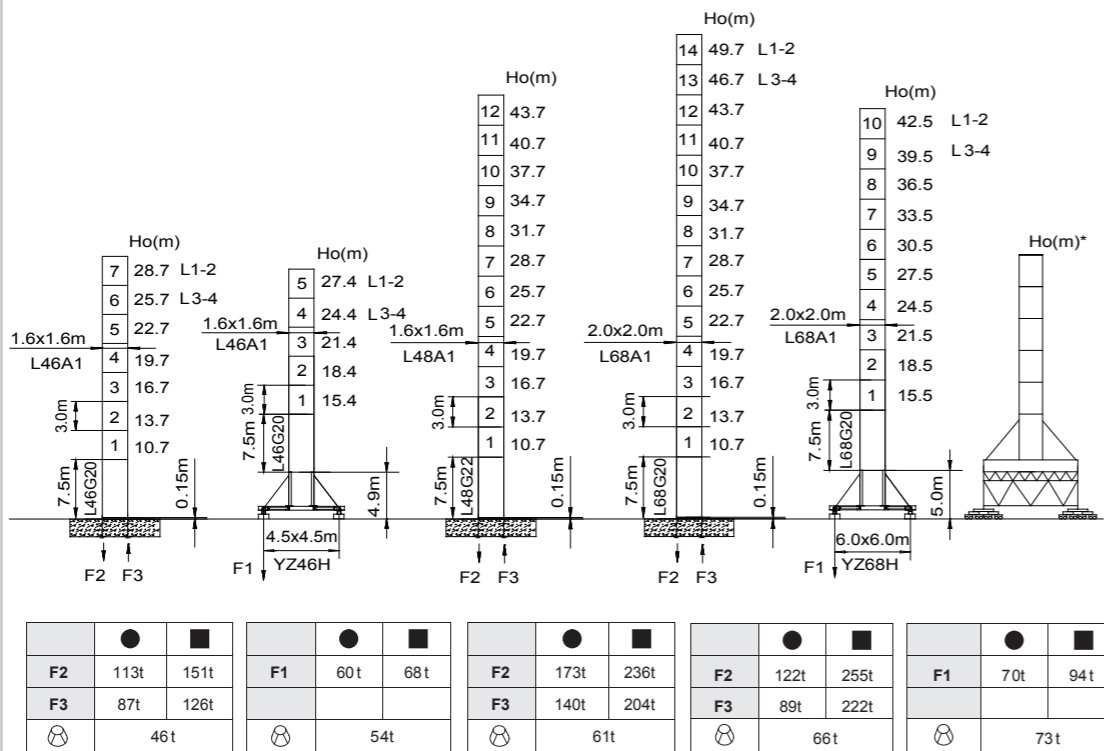 Ho(m)
7 28.7 L1-2
6 25.7 L3-4
5 22.7
4 19.7
3 16.7
2 13.7
1 10.7
1.6x1.6m
L46A1
3.0m
7.5m
L46G20
0.15m
F2 F3
Ho(m)
5 27.4 L1-2
4 24.4 L3-4
3 21.4
2 18.4
1 15.4
1.6x1.6m
L46A1
3.0m
7.5m
L46G20
4.9m
4.5x4.5m
F1 YZ46H
Ho(m)
12 43.7
11 40.7
10 37.7
9 34.7
8 31.7
7 28.7
6 25.7
5 22.7
4 19.7
3 16.7
2 13.7
1 10.7
1.6x1.6m
L48A1
3.0m
7.5m
L48G22
0.15m
F2 F3
Ho(m)
14 49.7 L1-2
13 46.7 L3-4
12 43.7
11 40.7
10 37.7
9 34.7
8 31.7
7 28.7
6 25.7
5 22.7
4 19.7
3 16.7
2 13.7
1 10.7
2.0x2.0m
L68A1
3.0m
7.5m
L68G20
0.15m
F2 F3
Ho(m)
10 42.5 L1-2
9 39.5 L3-4
8 36.5
7 33.5
6 30.5
5 27.5
4 24.5
3 21.5
2 18.5
1 15.5
2.0x2.0m
L68A1
3.0m
7.5m
L68G20
5.0m
6.0x6.0m
F1 YZ68H
Ho(m)*
F2 113t 151t
F3 87t 126t
46t
F1 60t 68t
54t
F2 173t 236t
F3 140t 204t
61t
F2 122t 255t
F3 89t 222t
66t
F1 70t 94t
73t